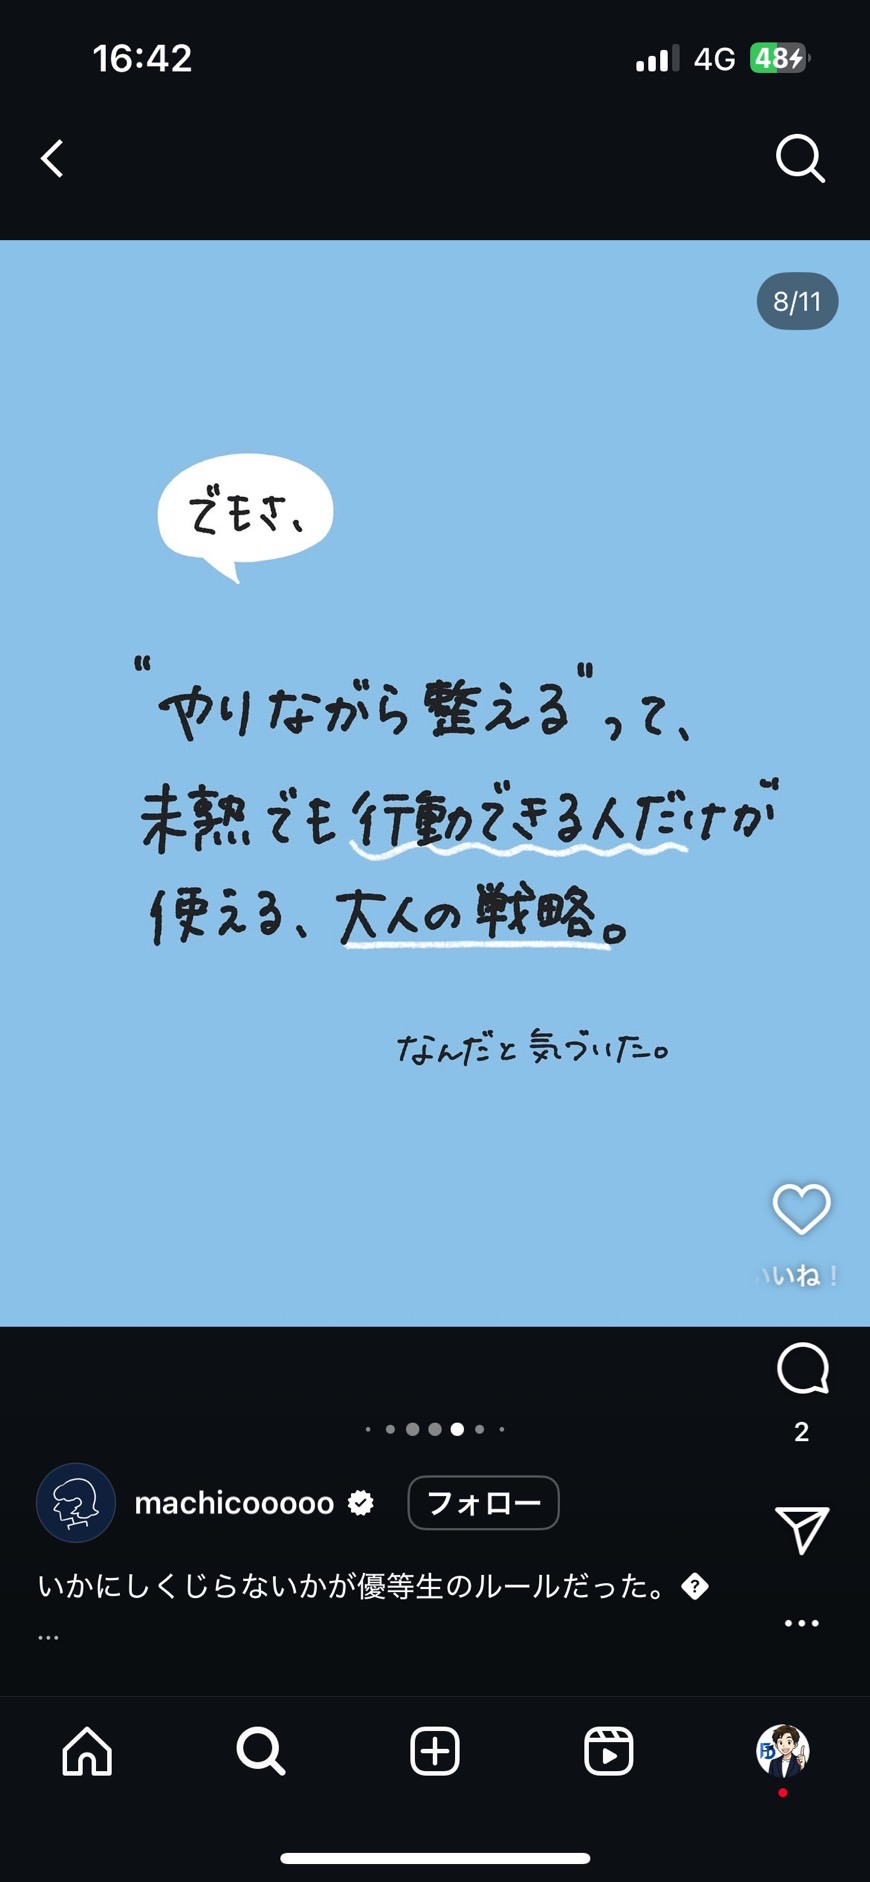 16:42
4G
48
8/11
でもさ、
"やりながら整える"って、
未熟でも行動できる人だけが
使える、大人の戦略。
なんだと気づいた。
いいね!
2
machicooooo
フォロー
いかにしくじらないかが優等生のルールだった。
...